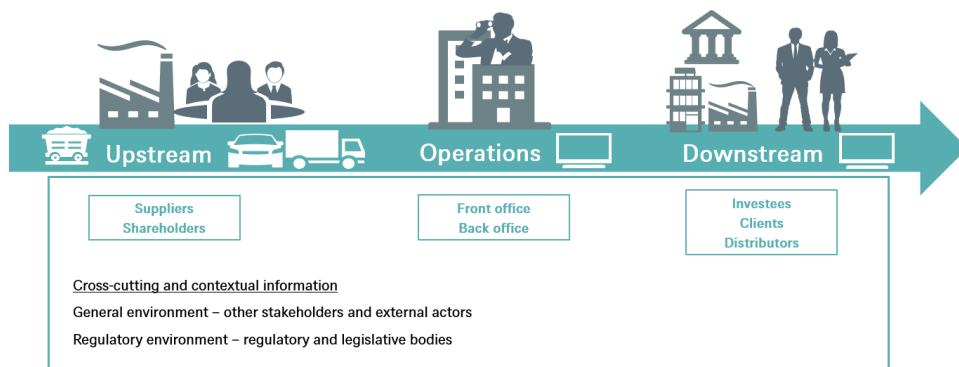 Upstream
Operations
Downstream
Suppliers
Shareholders
Front office
Back office
Investees
Clients
Distributors
Cross-cutting and contextual information
General environment – other stakeholders and external actors
Regulatory environment – regulatory and legislative bodies